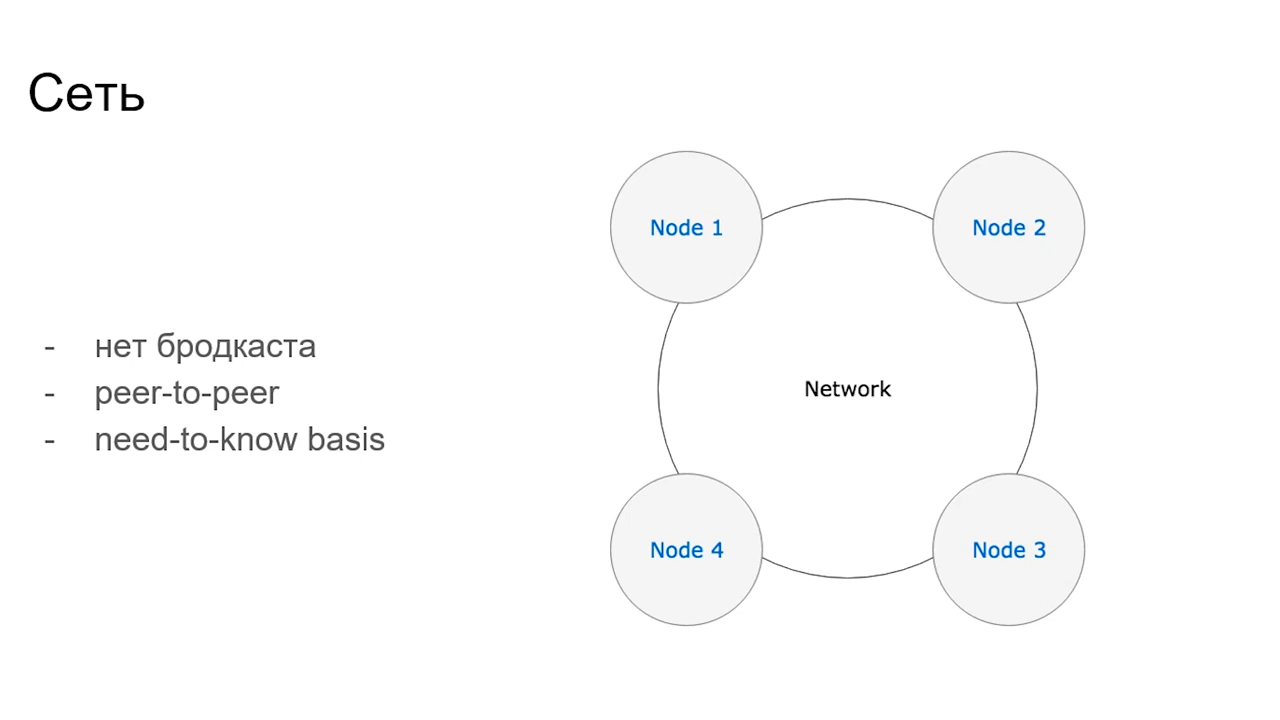 Сеть
- нет бродкаста
- peer-to-peer
- need-to-know basis
Node 1
Node 2
Network
Node 4
Node 3